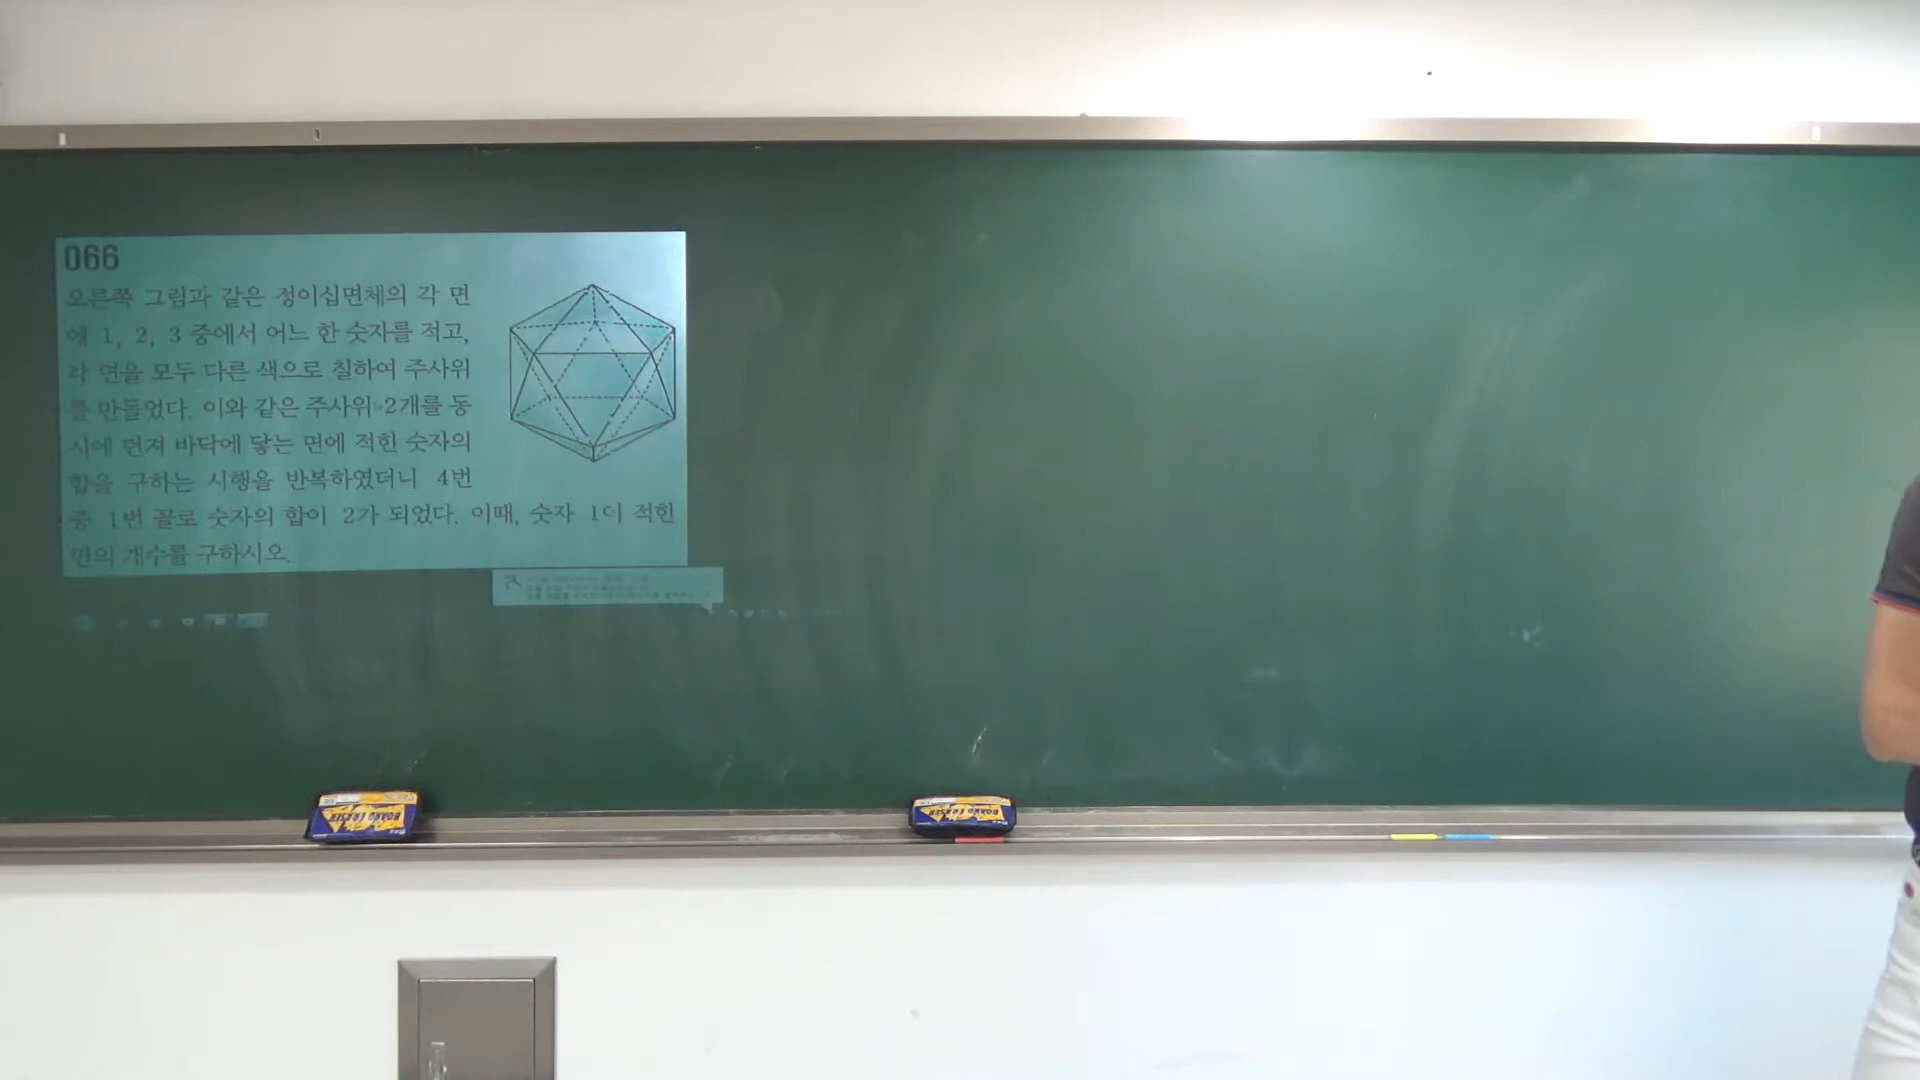 066
오른쪽 그림과 같은 정이십면체의 각 면
에 1, 2, 3 중에서 어느 한 숫자를 적고,
각 면을 모두 다른 색으로 칠하여 주사위
를 만들었다. 이와 같은 주사위 2개를 동
시에 던져 바닥에 닿는 면에 적힌 숫자의
합을 구하는 시행을 반복하였더니 4번
중 1번 꼴로 숫자의 합이 2가 되었다. 이때, 숫자 1이 적힌
면의 개수를 구하시오.
BOARD ERASER
BOARD ERASER